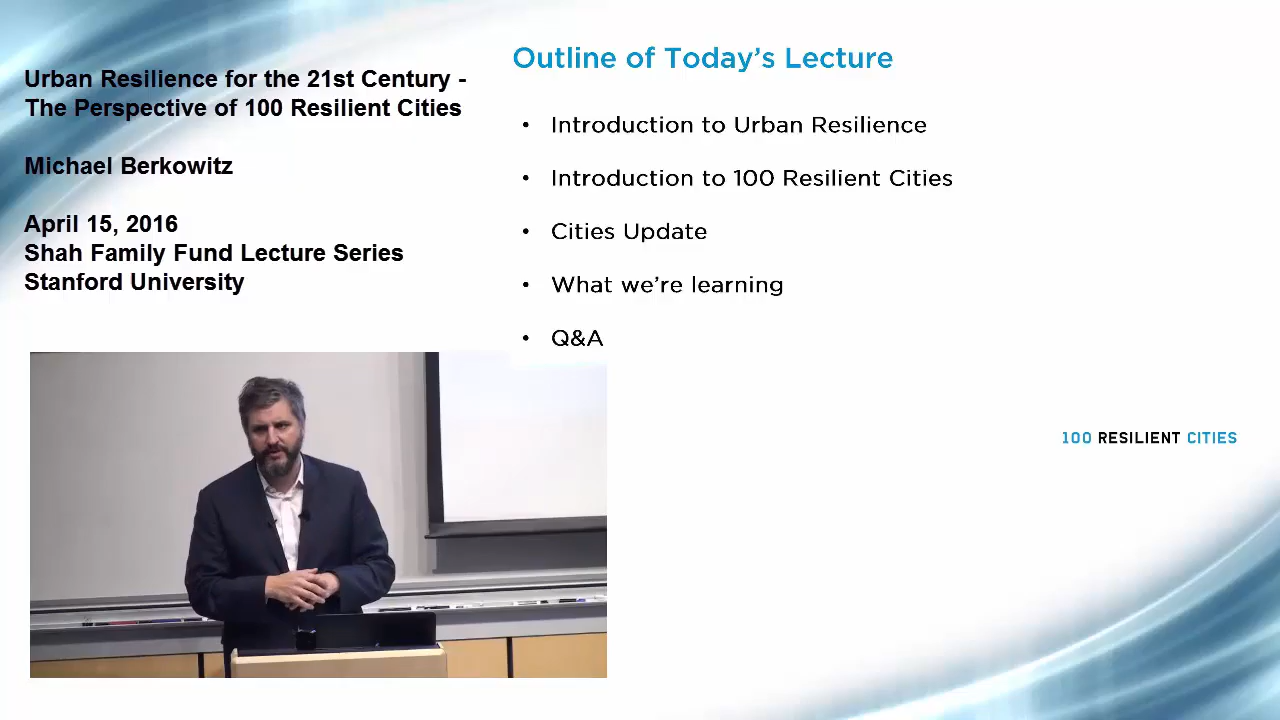 Urban Resilience for the 21st Century -
The Perspective of 100 Resilient Cities
Michael Berkowitz
April 15, 2016
Shah Family Fund Lecture Series
Stanford University
Outline of Today’s Lecture
• Introduction to Urban Resilience
• Introduction to 100 Resilient Cities
• Cities Update
• What we’re learning
• Q&A
100 RESILIENT CITIES